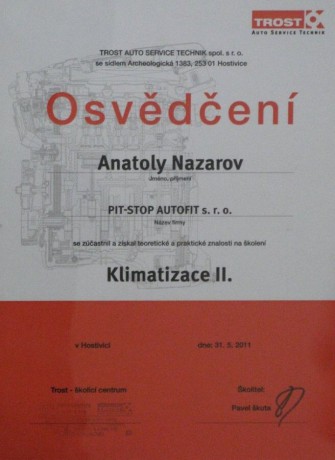 TROST
AUTO SERVICE TECHNIK
TROST AUTO SERVICE TECHNIK spol. s r. o.
se sídlem Archeologická 1383, 253 01 Hostivice
Osvědčení
Anatoly Nazarov
Jméno, příjmení
PIT-STOP AUTOFIT s. r. o.
Název firmy
se zúčastnil a získal teoretické a praktické znalosti na školení
Klimatizace II.
v Hostivici dne: 31. 5. 2011
Trost - školící centrum Školitel:
Pavel Škuta